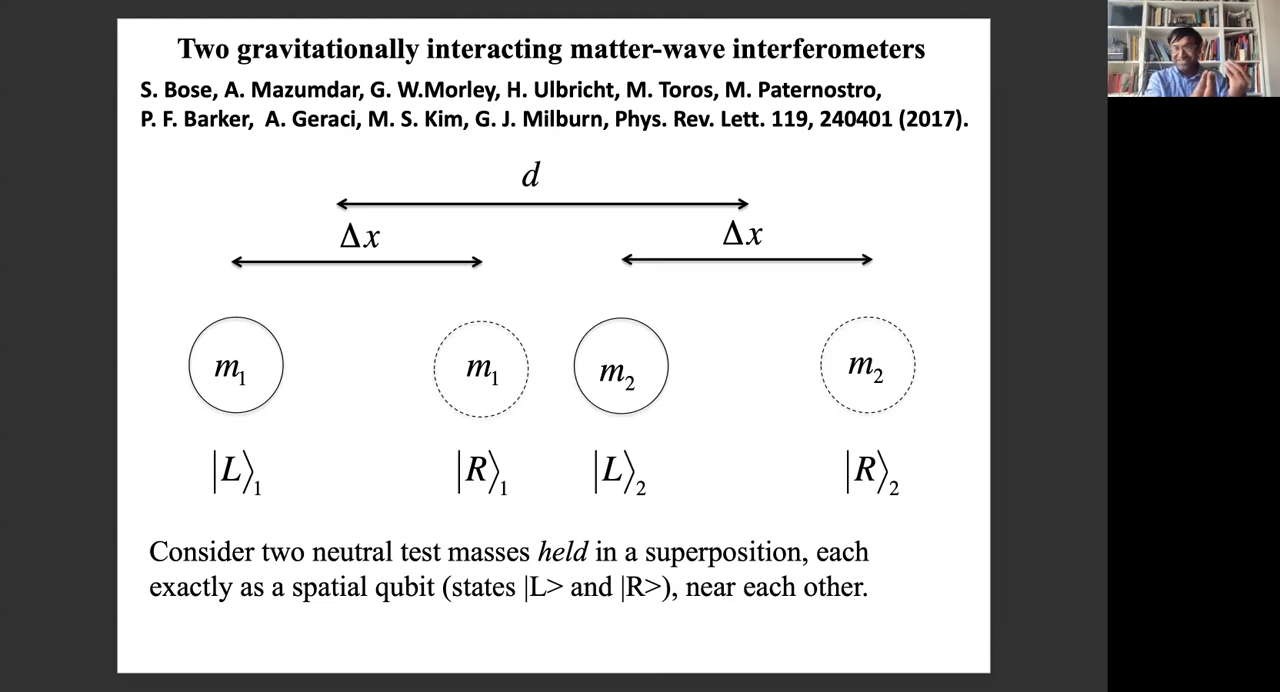 Two gravitationally interacting matter-wave interferometers
S. Bose, A. Mazumdar, G. W.Morley, H. Ulbricht, M. Toros, M. Paternostro,
P. F. Barker, A. Geraci, M. S. Kim, G. J. Milburn, Phys. Rev. Lett. 119, 240401 (2017).
d
Δx Δx
m₁ m₁ m₂ m₂
|L⟩₁ |R⟩₁ |L⟩₂ |R⟩₂
Consider two neutral test masses held in a superposition, each
exactly as a spatial qubit (states |L> and |R>), near each other.